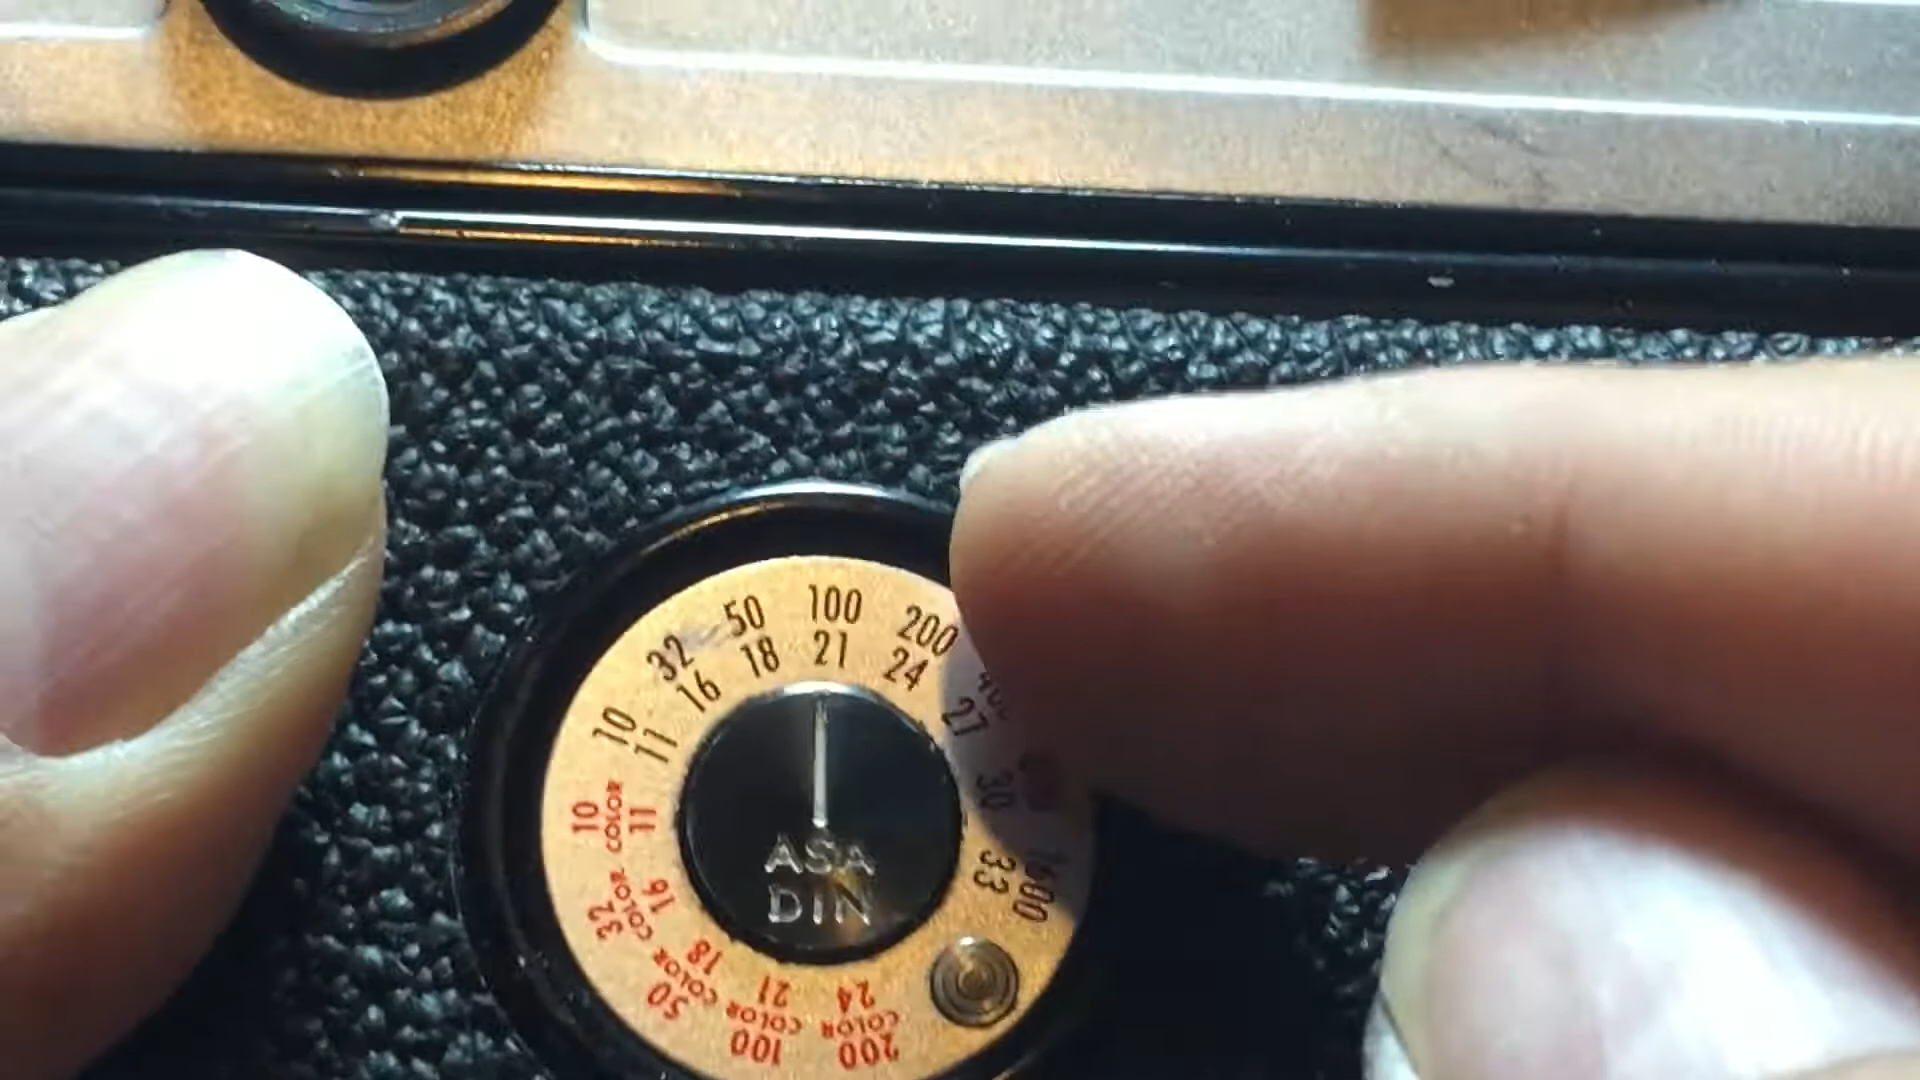 10 32 50 100 200
11 16 18 21 24 27 30 33
1600
ASA
DIN
10 COLOR 11
32 COLOR 16
50 COLOR 18
100 COLOR 21
200 COLOR 24